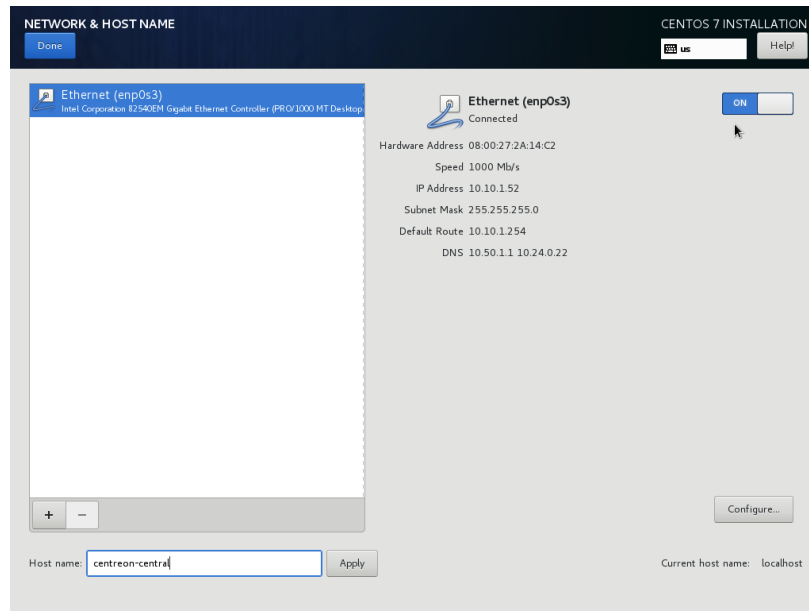 NETWORK & HOST NAME
CENTOS 7 INSTALLATION
Done
us
Help!
Ethernet (enp0s3)
Intel Corporation 82540EM Gigabit Ethernet Controller (PRO/1000 MT Desktop
Ethernet (enp0s3)
Connected
ON
Hardware Address 08:00:27:2A:14:C2
Speed 1000 Mb/s
IP Address 10.10.1.52
Subnet Mask 255.255.255.0
Default Route 10.10.1.254
DNS 10.50.1.1 10.24.0.22
+ −
Configure...
Host name: centreon-central Apply
Current host name: localhost